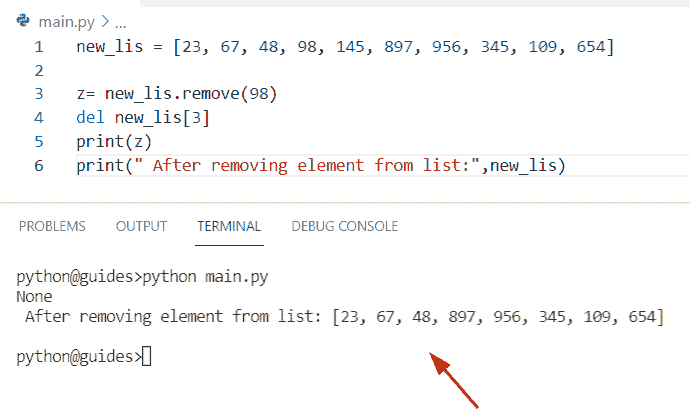 main.py > ...
1 new_lis = [23, 67, 48, 98, 145, 897, 956, 345, 109, 654]
2
3 z= new_lis.remove(98)
4 del new_lis[3]
5 print(z)
6 print(" After removing element from list:",new_lis)
PROBLEMS OUTPUT TERMINAL DEBUG CONSOLE
python@guides>python main.py
None
 After removing element from list: [23, 67, 48, 897, 956, 345, 109, 654]
python@guides>